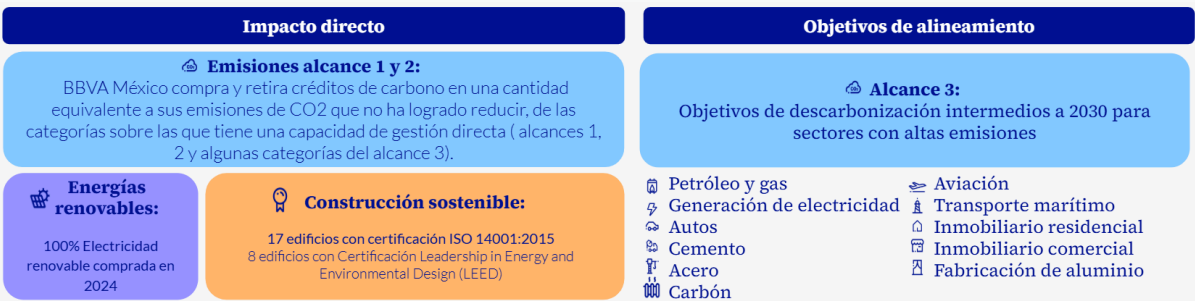 Impacto directo
Emisiones alcance 1 y 2:
BBVA México compra y retira créditos de carbono en una cantidad
equivalente a sus emisiones de CO2 que no ha logrado reducir, de las
categorías sobre las que tiene una capacidad de gestión directa ( alcances 1,
2 y algunas categorías del alcance 3).
Energías
renovables:
100% Electricidad
renovable comprada en
2024
Construcción sostenible:
17 edificios con certificación ISO 14001:2015
8 edificios con Certificación Leadership in Energy and
Environmental Design (LEED)
Objetivos de alineamiento
Alcance 3:
Objetivos de descarbonización intermedios a 2030 para
sectores con altas emisiones
Petróleo y gas
Generación de electricidad
Autos
Cemento
Acero
Carbón
Aviación
Transporte marítimo
Inmobiliario residencial
Inmobiliario comercial
Fabricación de aluminio